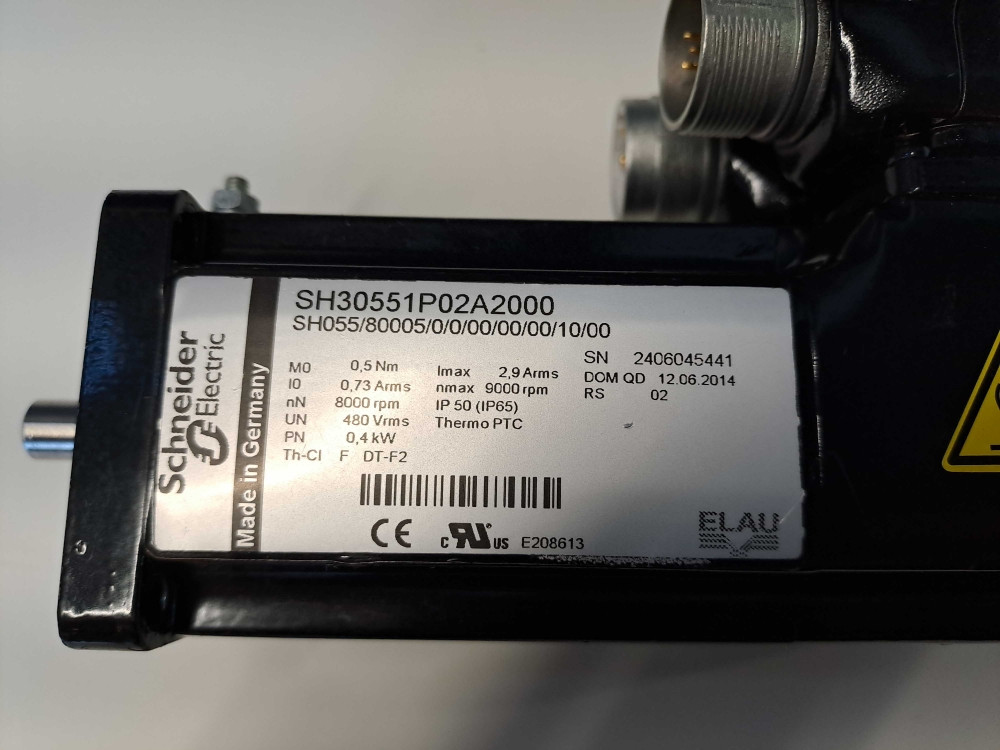 Schneider
Electric
Made in Germany
SH30551P02A2000
SH055/80005/0/0/00/00/00/10/00
M0 0,5 Nm
I0 0,73 Arms
nN 8000 rpm
UN 480 Vrms
PN 0,4 kW
Th-Cl F DT-F2
Imax 2,9 Arms
nmax 9000 rpm
IP 50 (IP65)
Thermo PTC
SN 2406045441
DOM QD 12.06.2014
RS 02
CE c RU us E208613
ELAU